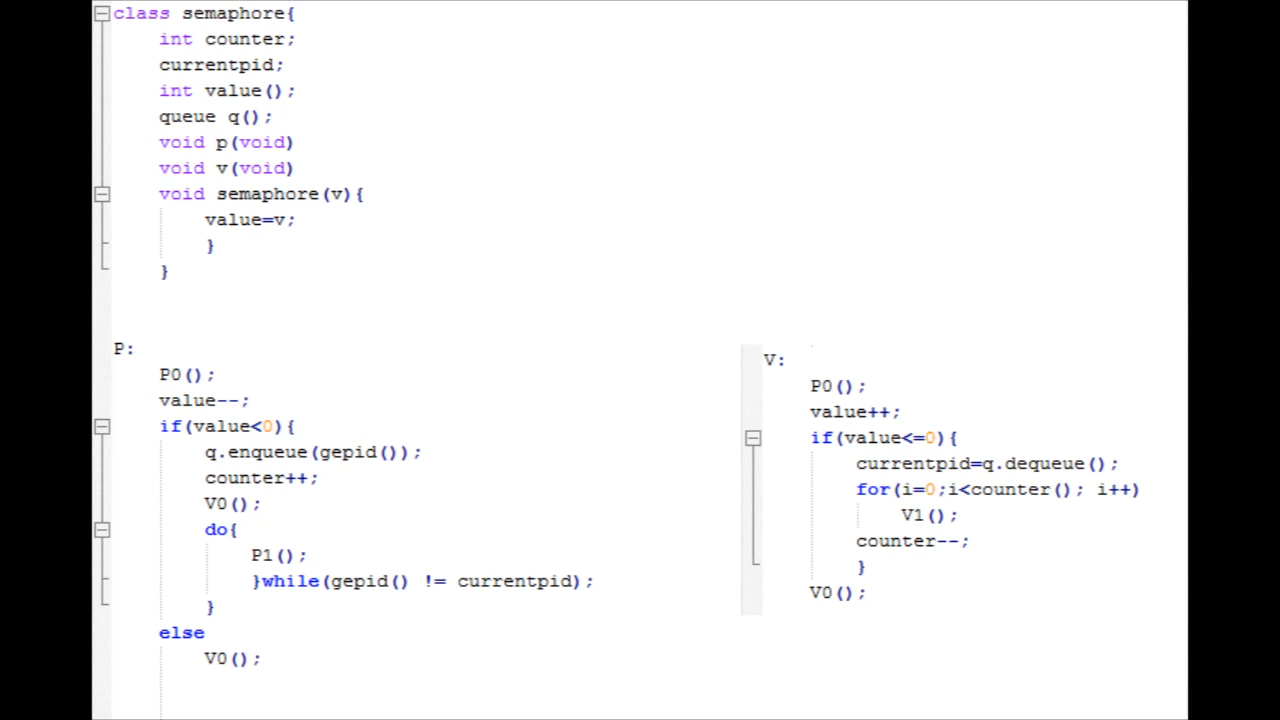 class semaphore{
int counter;
currentpid;
int value();
queue q();
void p(void)
void v(void)
void semaphore(v){
value=v;
}
}
P:
P0();
value--;
if(value<0){
q.enqueue(gepid());
counter++;
V0();
do{
P1();
}while(gepid() != currentpid);
}
else
V0();
V:
P0();
value++;
if(value<=0){
currentpid=q.dequeue();
for(i=0;i<counter(); i++)
V1();
counter--;
}
V0();